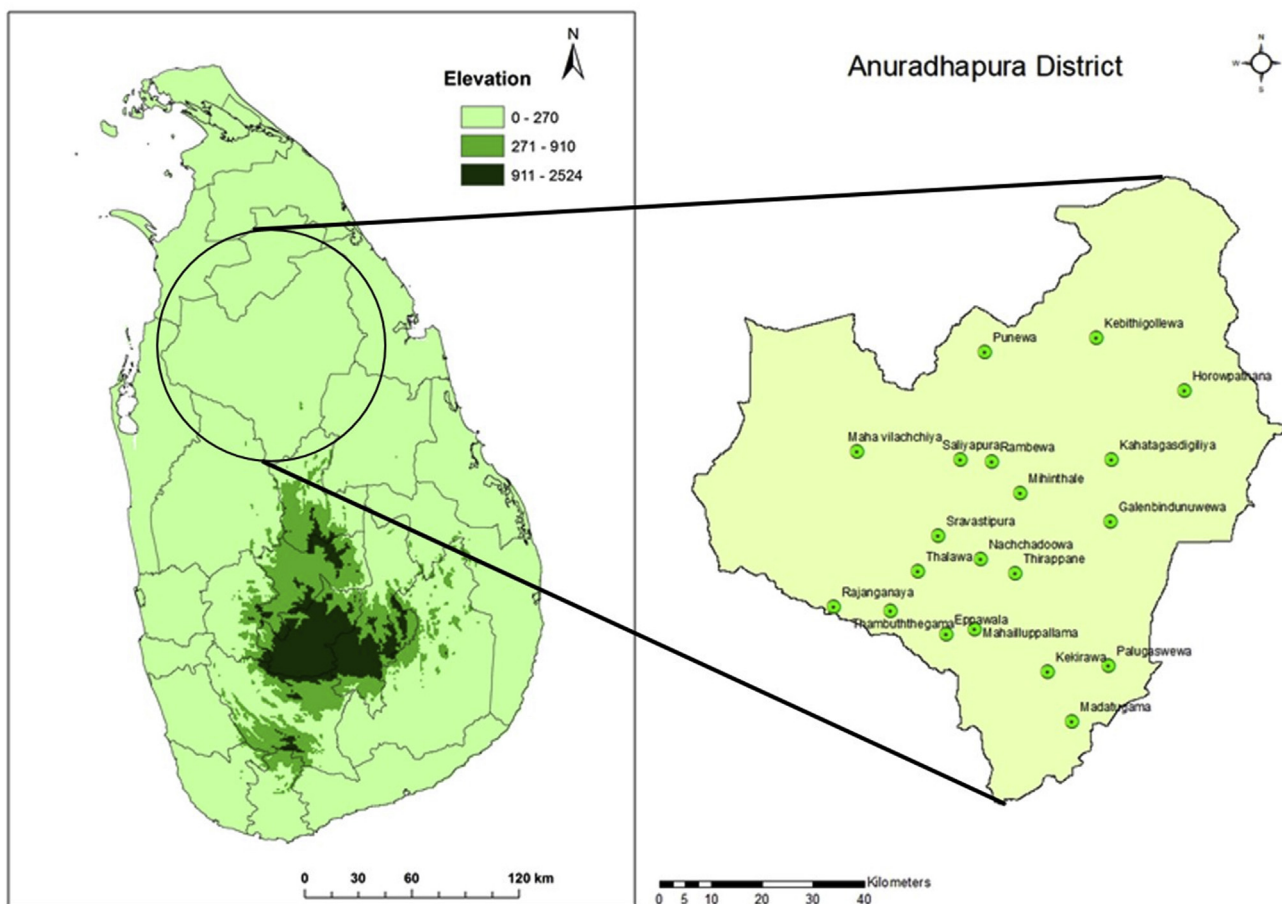 N
Elevation
0 - 270
271 - 910
911 - 2524
0 30 60 120 km
Anuradhapura District
N
W E
S
Punewa
Kebithigollewa
Horowpathana
Maha vilachchiya
Saliyapura
Rambewa
Kahatagasdigiliya
Mihinthale
Galenbindunuwewa
Sravastipura
Nachchadoowa
Thalawa
Thirappane
Rajanganaya
Thambuththegama
Eppawala
Mahailluppallama
Kekirawa
Palugaswewa
Madatugama
Kilometers
0 5 10 20 30 40